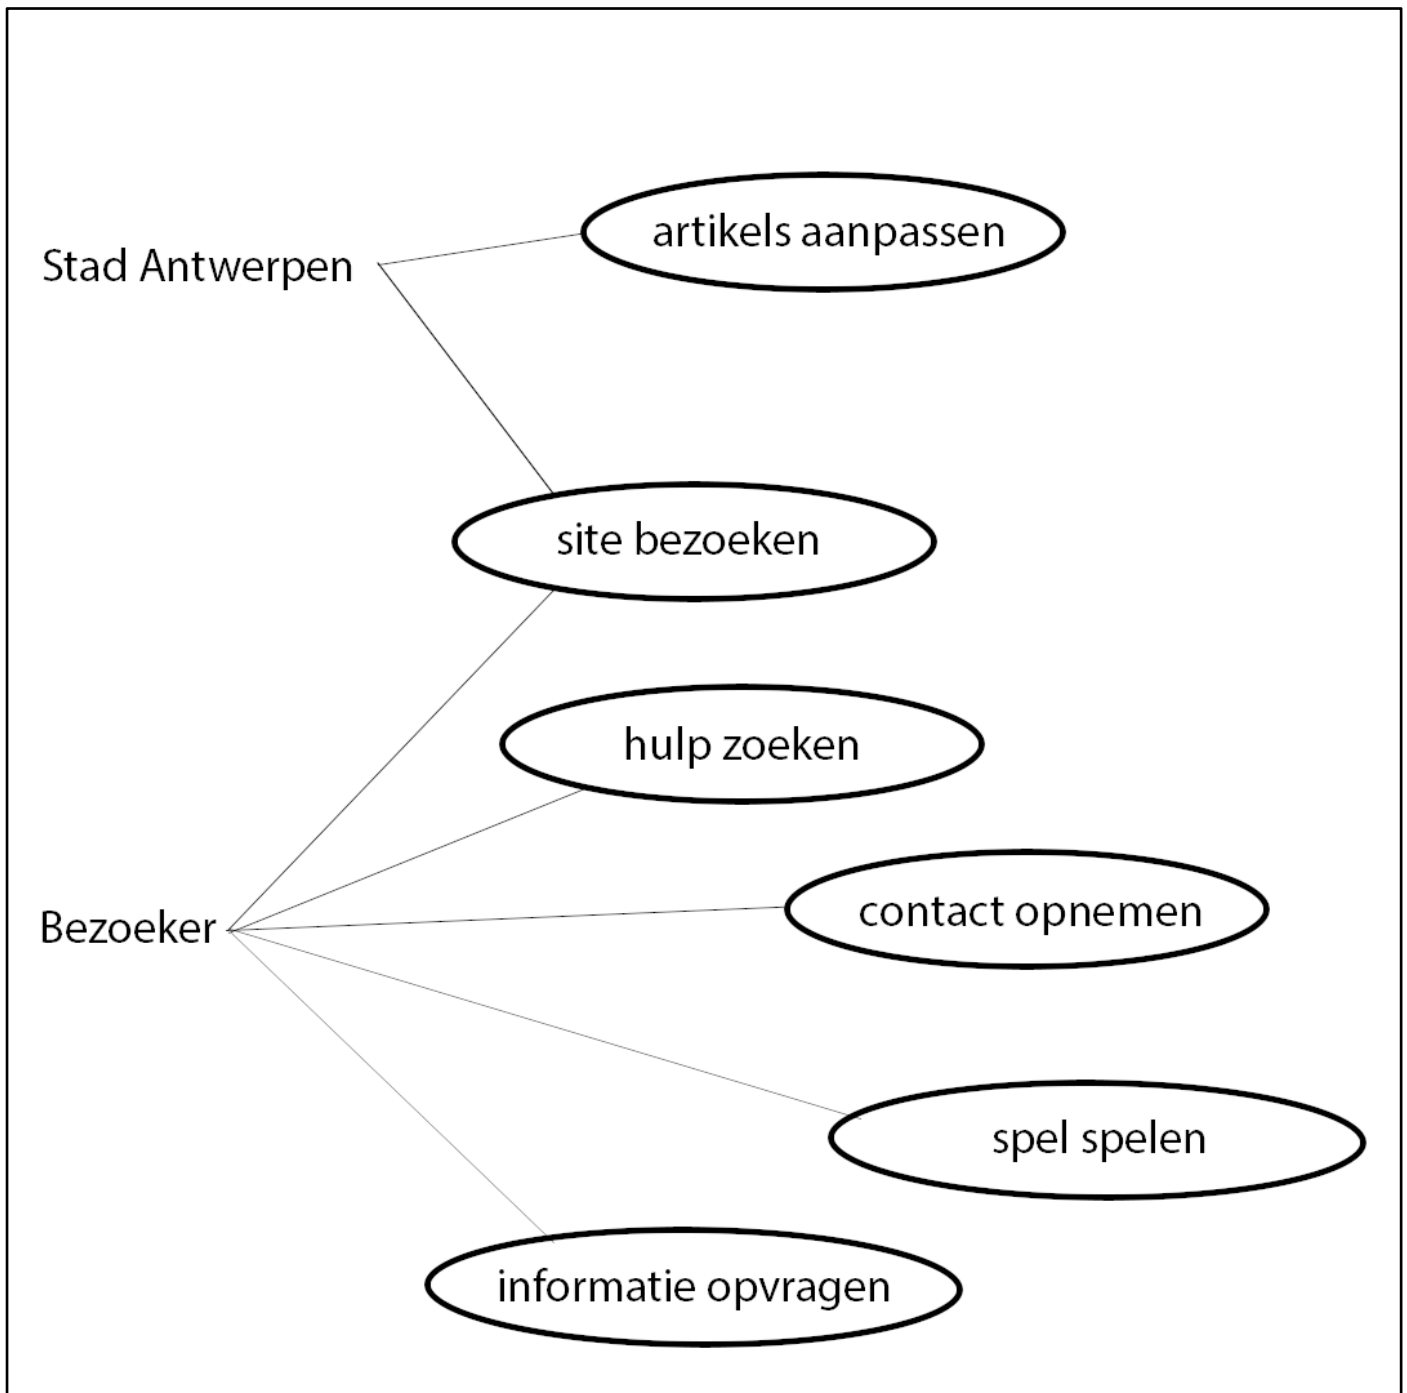 artikels aanpassen
Stad Antwerpen
site bezoeken
hulp zoeken
contact opnemen
Bezoeker
spel spelen
informatie opvragen